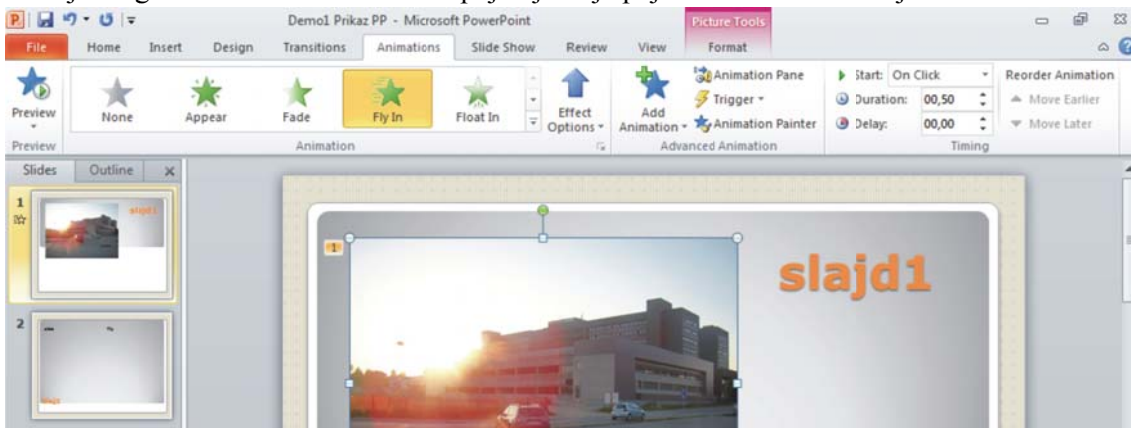 Demo1 Prikaz PP - Microsoft PowerPoint
Picture Tools
File Home Insert Design Transitions Animations Slide Show Review View Format
Preview
None
Appear
Fade
Fly In
Float In
Effect Options
Add Animation
Animation Pane
Trigger
Animation Painter
Start: On Click
Duration: 00,50
Delay: 00,00
Reorder Animation
Move Earlier
Move Later
Preview Animation Advanced Animation Timing
Slides Outline
1
slajd1
2
1
slajd1